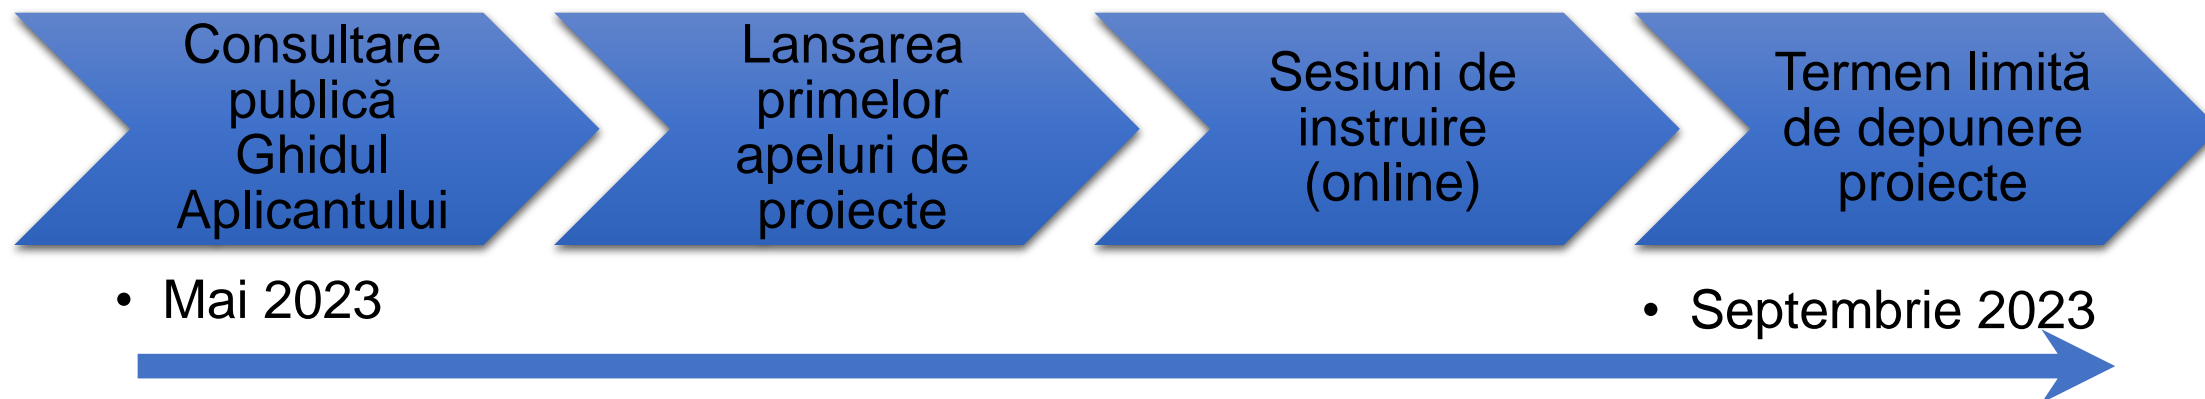 Consultare
publică
Ghidul
Aplicantului
Lansarea
primelor
apeluri de
proiecte
Sesiuni de
instruire
(online)
Termen limită
de depunere
proiecte
• Mai 2023
• Septembrie 2023